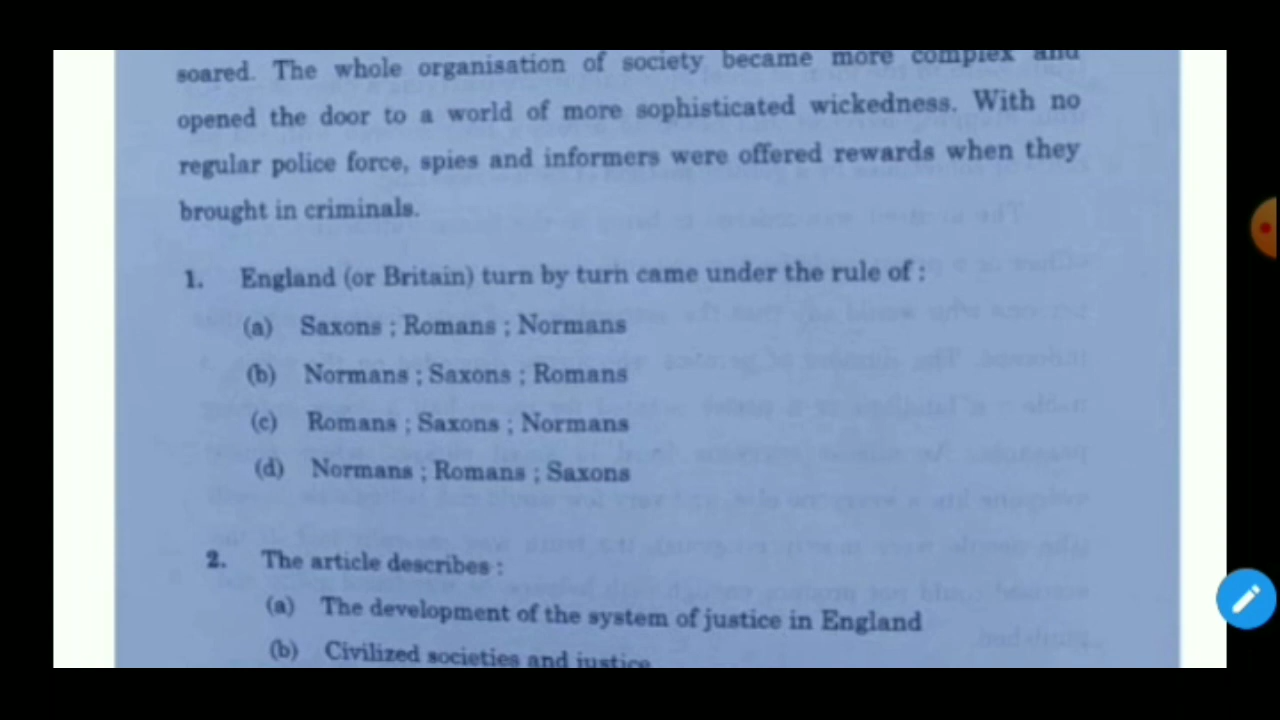 soared. The whole organisation of society became more complex and
opened the door to a world of more sophisticated wickedness. With no
regular police force, spies and informers were offered rewards when they
brought in criminals.
1. England (or Britain) turn by turn came under the rule of :
(a) Saxons ; Romans ; Normans
(b) Normans ; Saxons ; Romans
(c) Romans ; Saxons ; Normans
(d) Normans ; Romans ; Saxons
2. The article describes :
(a) The development of the system of justice in England
(b) Civilized societies and justice